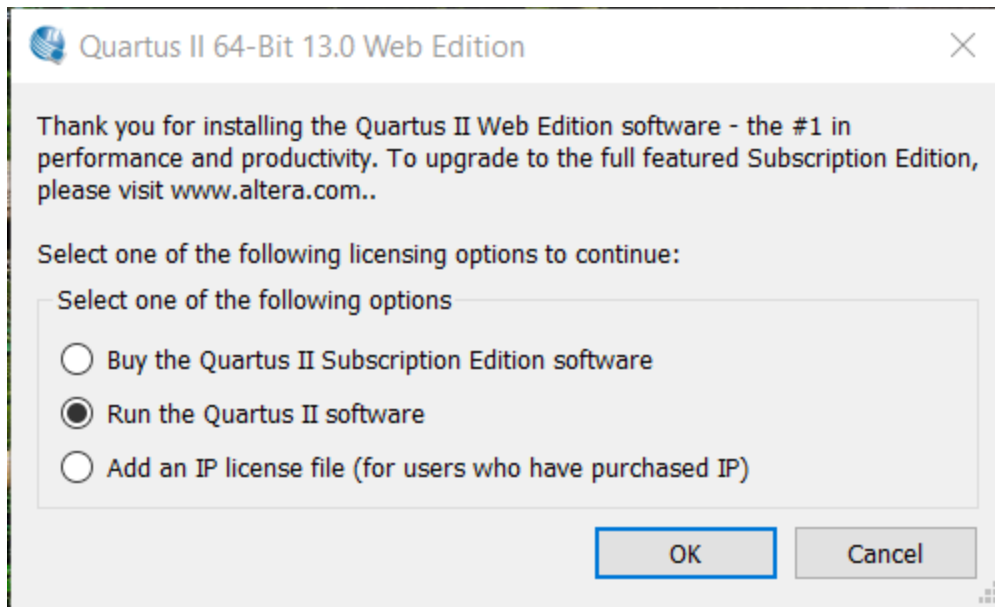 Quartus II 64-Bit 13.0 Web Edition
Thank you for installing the Quartus II Web Edition software - the #1 in
performance and productivity. To upgrade to the full featured Subscription Edition,
please visit www.altera.com..
Select one of the following licensing options to continue:
Select one of the following options
Buy the Quartus II Subscription Edition software
Run the Quartus II software
Add an IP license file (for users who have purchased IP)
OK
Cancel